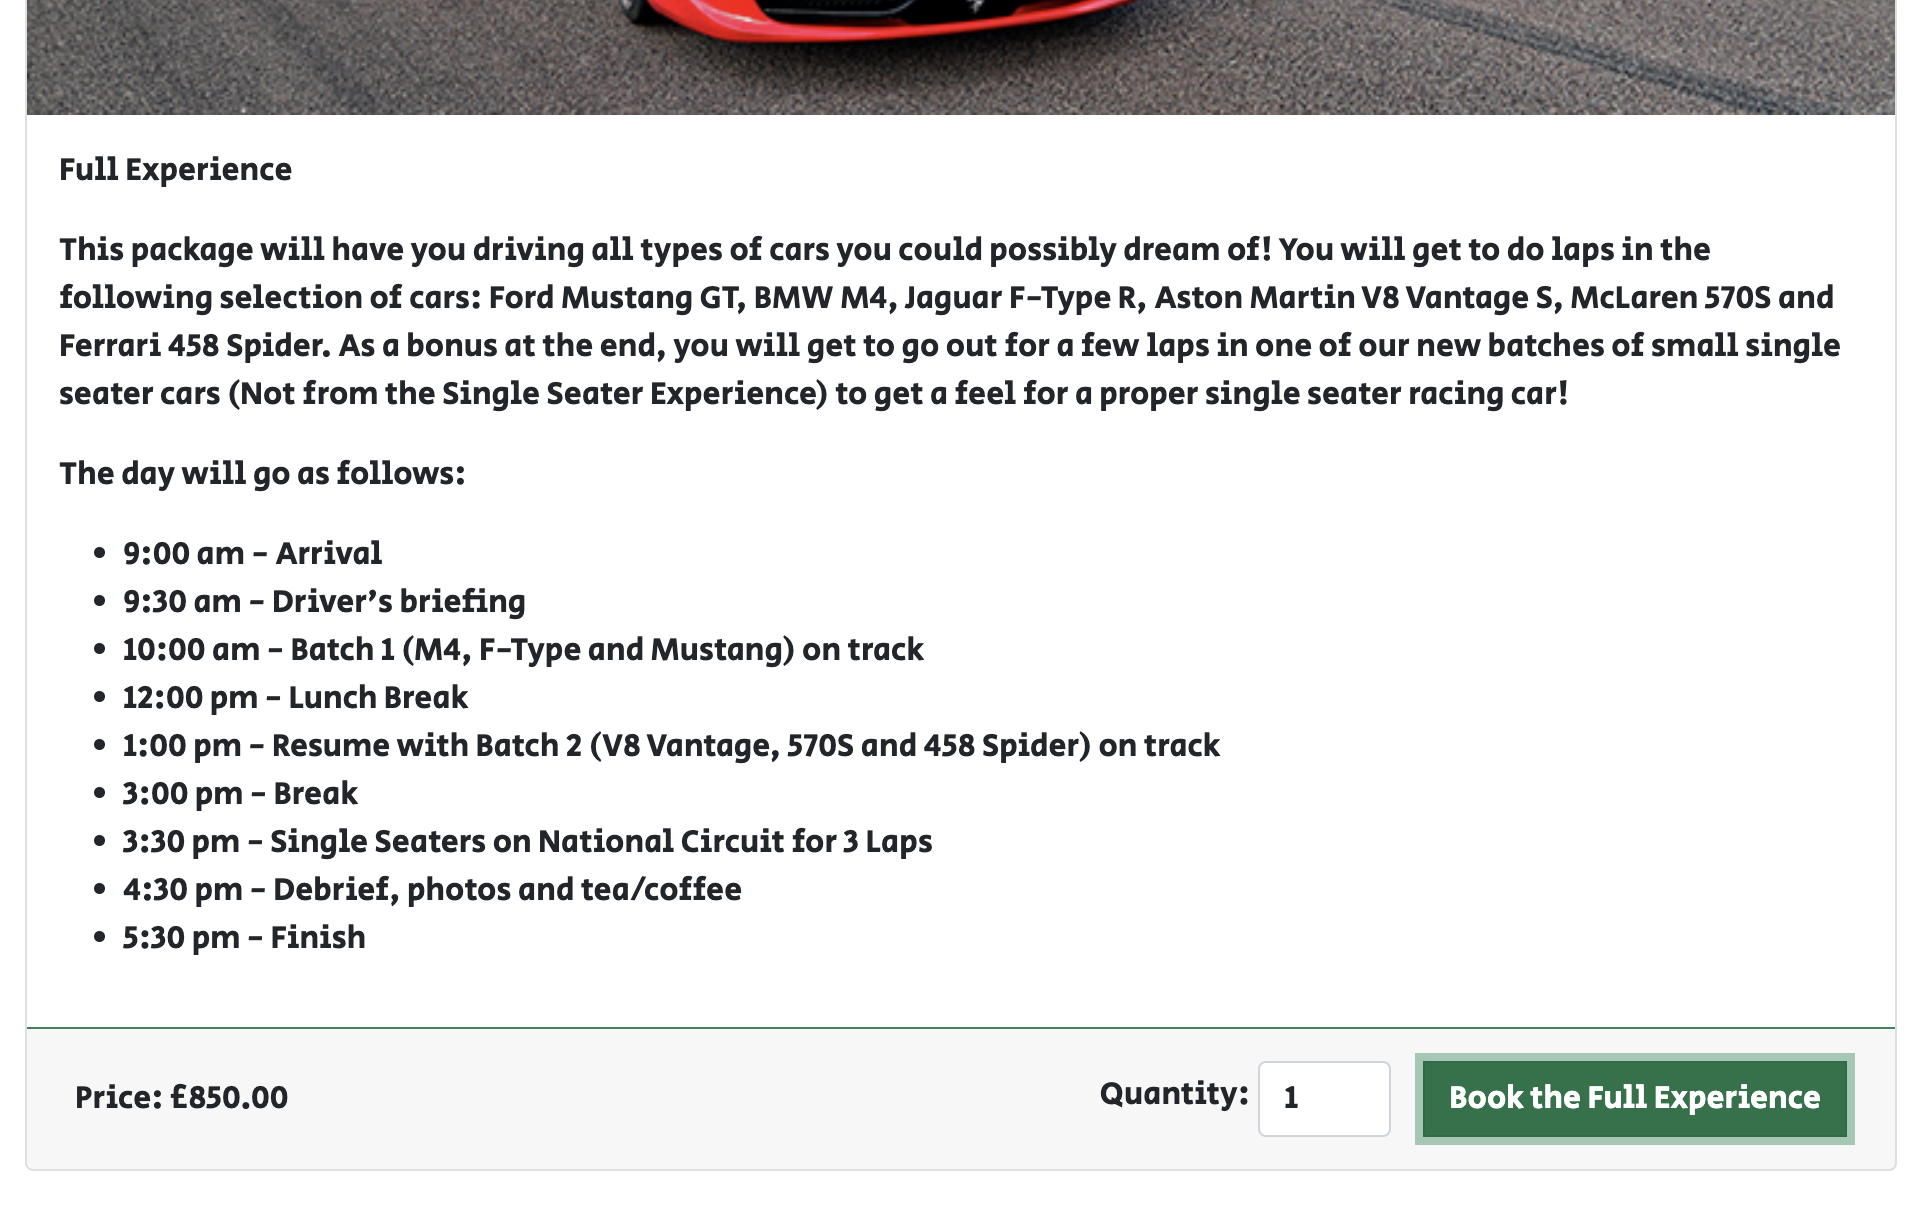 Full Experience
This package will have you driving all types of cars you could possibly dream of! You will get to do laps in the
following selection of cars: Ford Mustang GT, BMW M4, Jaguar F-Type R, Aston Martin V8 Vantage S, McLaren 570S and
Ferrari 458 Spider. As a bonus at the end, you will get to go out for a few laps in one of our new batches of small single
seater cars (Not from the Single Seater Experience) to get a feel for a proper single seater racing car!
The day will go as follows:
• 9:00 am – Arrival
• 9:30 am – Driver’s briefing
• 10:00 am – Batch 1 (M4, F-Type and Mustang) on track
• 12:00 pm – Lunch Break
• 1:00 pm – Resume with Batch 2 (V8 Vantage, 570S and 458 Spider) on track
• 3:00 pm – Break
• 3:30 pm – Single Seaters on National Circuit for 3 Laps
• 4:30 pm – Debrief, photos and tea/coffee
• 5:30 pm – Finish
Price: £850.00 Quantity: 1 Book the Full Experience